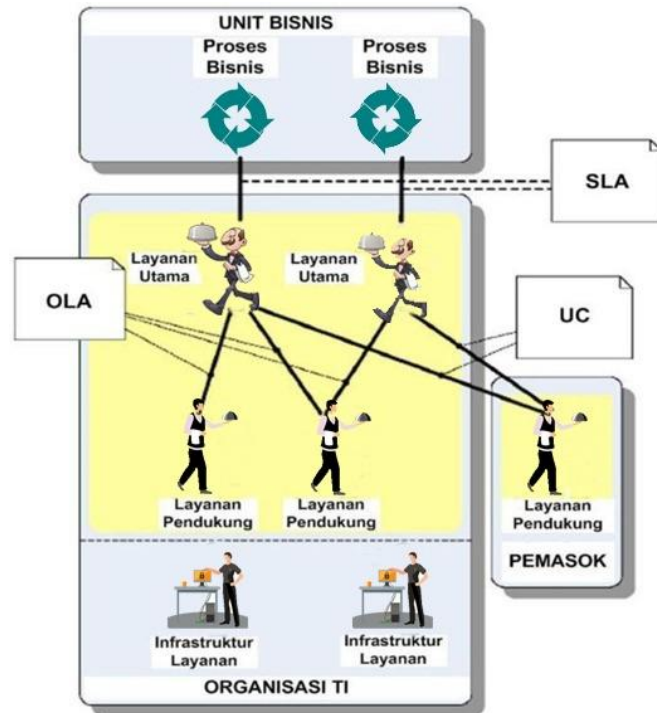 UNIT BISNIS
Proses
Bisnis
Proses
Bisnis
SLA
Layanan
Utama
Layanan
Utama
OLA
UC
Layanan
Pendukung
Layanan
Pendukung
Layanan
Pendukung
PEMASOK
Infrastruktur
Layanan
Infrastruktur
Layanan
ORGANISASI TI